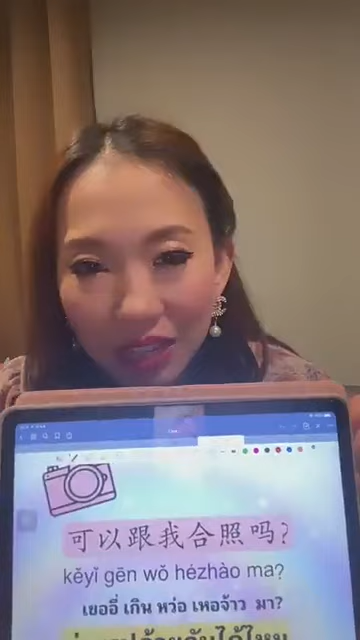 可以跟我合照吗?
kěyǐ gēn wǒ hézhào ma?
เขออี่ เกิน หว่อ เหอจ้าว มา?